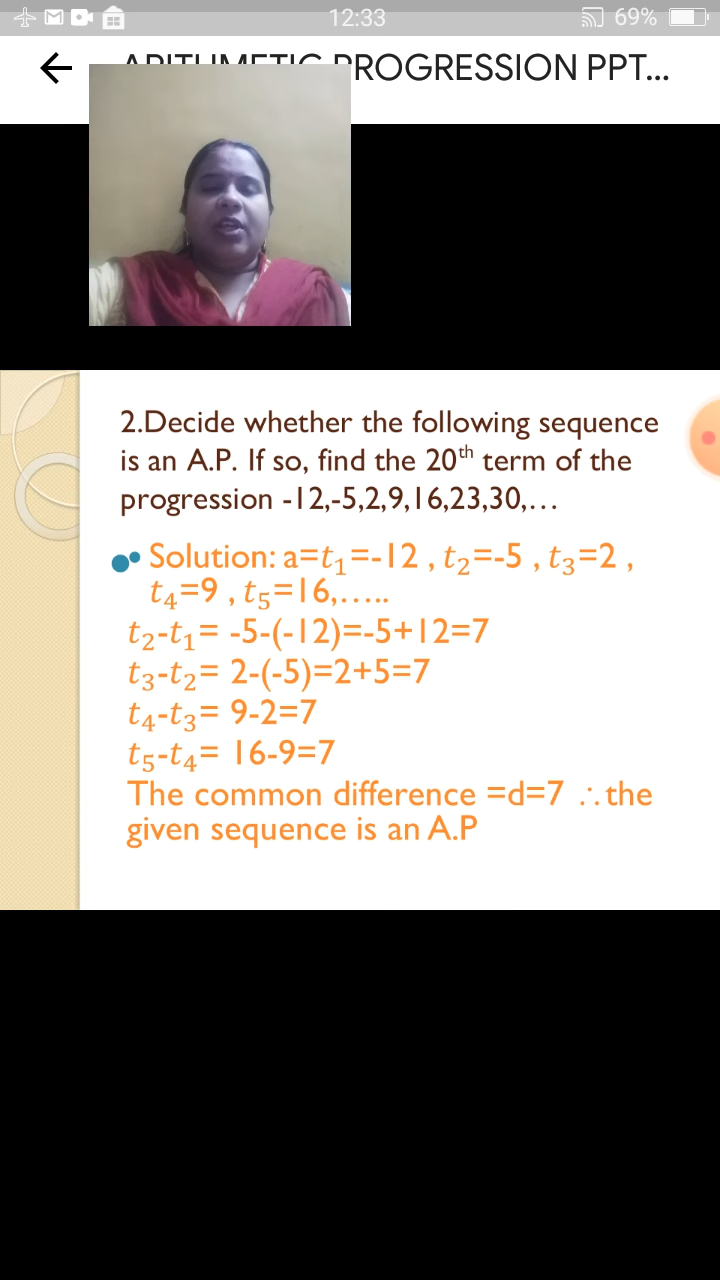 12:33
69%
ARITHMETIC PROGRESSION PPT...
2.Decide whether the following sequence
is an A.P. If so, find the 20th term of the
progression -12,-5,2,9,16,23,30,...
Solution: a=t₁=-12 , t₂=-5 , t₃=2 ,
t₄=9 , t₅=16,.....
t₂-t₁= -5-(-12)=-5+12=7
t₃-t₂= 2-(-5)=2+5=7
t₄-t₃= 9-2=7
t₅-t₄= 16-9=7
The common difference =d=7 ∴ the
given sequence is an A.P